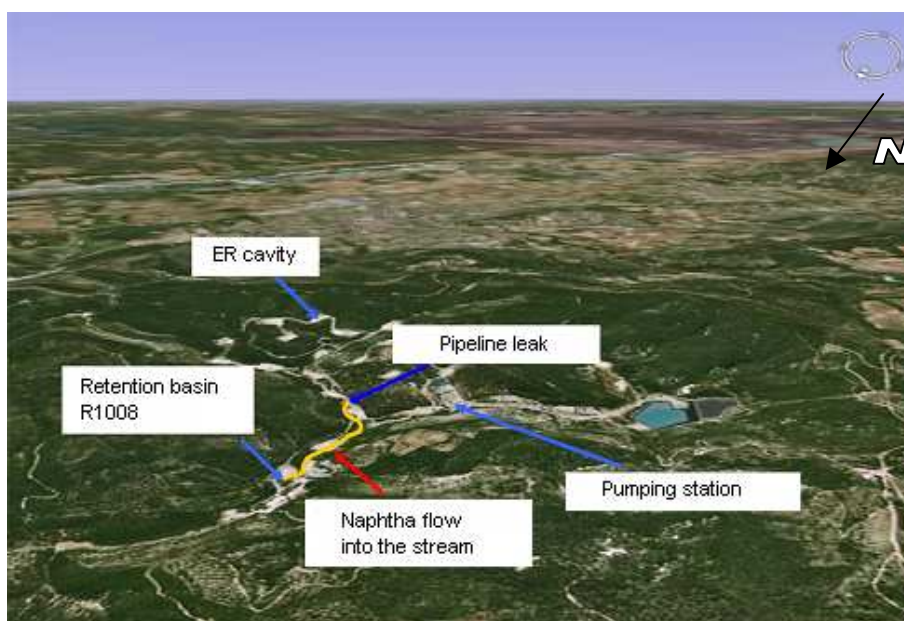 N
ER cavity
Pipeline leak
Retention basin
R1008
Pumping station
Naphtha flow
into the stream